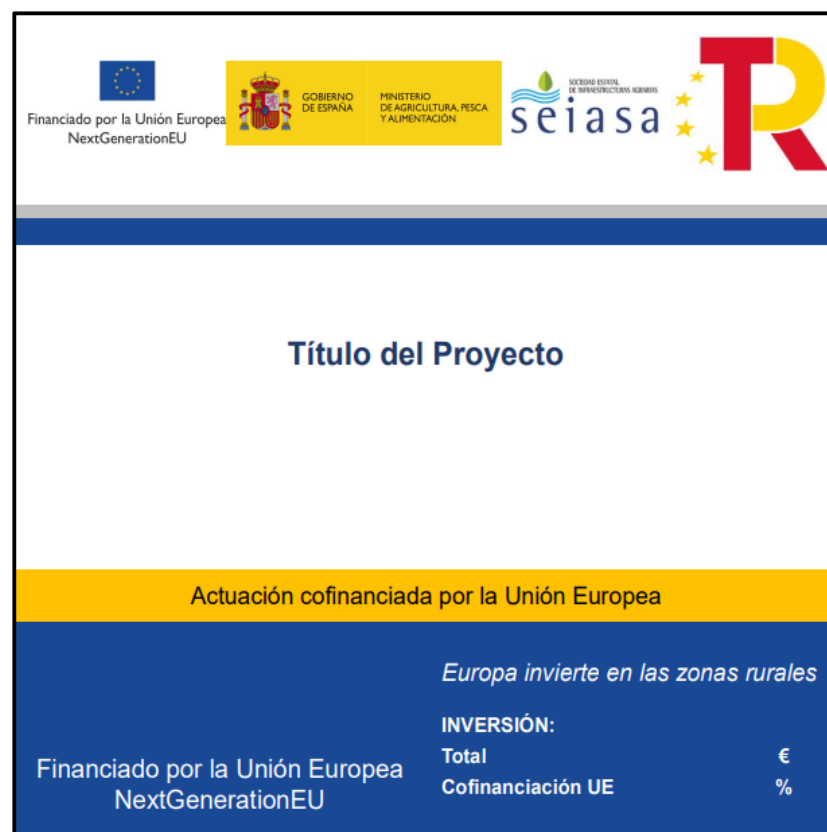 Financiado por la Unión Europea
NextGenerationEU
GOBIERNO
DE ESPAÑA
MINISTERIO
DE AGRICULTURA, PESCA
Y ALIMENTACIÓN
SOCIEDAD ESTATAL
DE INFRAESTRUCTURAS AGRARIAS
seiasa
TR
Título del Proyecto
Actuación cofinanciada por la Unión Europea
Europa invierte en las zonas rurales
INVERSIÓN:
Total €
Cofinanciación UE %
Financiado por la Unión Europea
NextGenerationEU